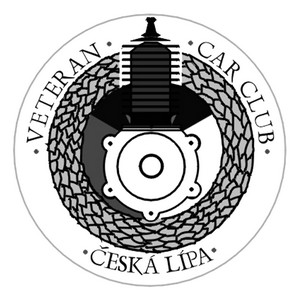 · VETERAN · CAR CLUB ·
· ČESKÁ LÍPA ·